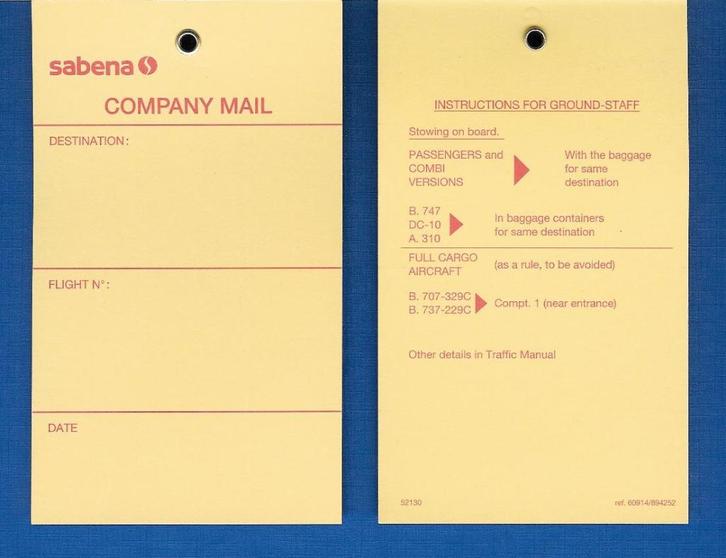 sabena
COMPANY MAIL
DESTINATION:
FLIGHT N°:
DATE
INSTRUCTIONS FOR GROUND-STAFF
Stowing on board.
PASSENGERS and
COMBI
VERSIONS
With the baggage
for same
destination
B. 747
DC-10
A. 310
In baggage containers
for same destination
FULL CARGO
AIRCRAFT
(as a rule, to be avoided)
B. 707-329C
B. 737-229C
Compt. 1 (near entrance)
Other details in Traffic Manual
52130
ref. 60914/894252